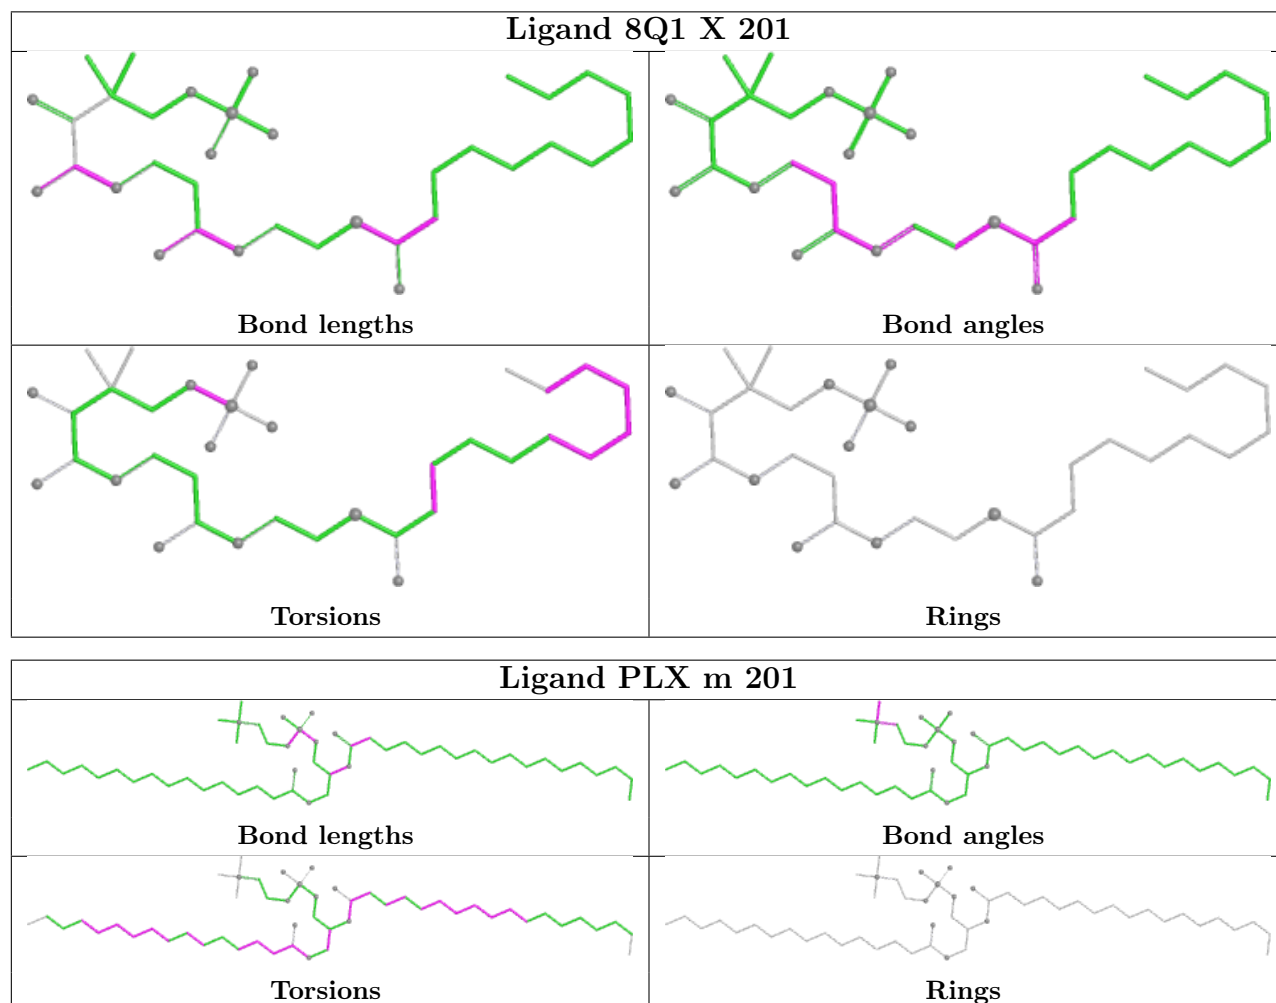 Ligand 8Q1 X 201
Bond lengths
Bond angles
Torsions
Rings
Ligand PLX m 201
Bond lengths
Bond angles
Torsions
Rings